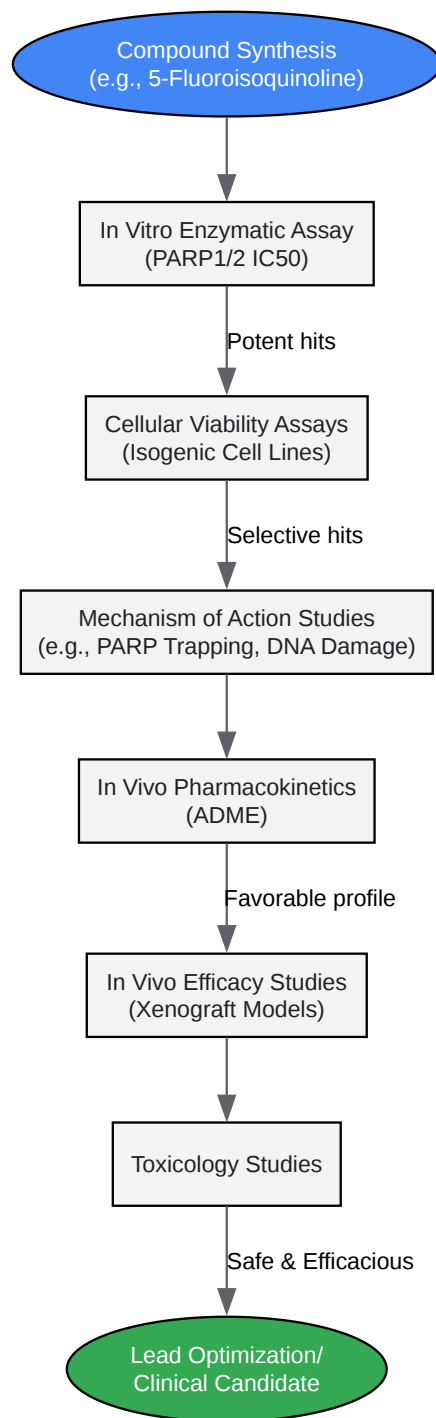 Compound Synthesis
(e.g., 5-Fluoroisoquinoline)
In Vitro Enzymatic Assay
(PARP1/2 IC50)
Potent hits
Cellular Viability Assays
(Isogenic Cell Lines)
Selective hits
Mechanism of Action Studies
(e.g., PARP Trapping, DNA Damage)
In Vivo Pharmacokinetics
(ADME)
Favorable profile
In Vivo Efficacy Studies
(Xenograft Models)
Toxicology Studies
Safe & Efficacious
Lead Optimization/
Clinical Candidate